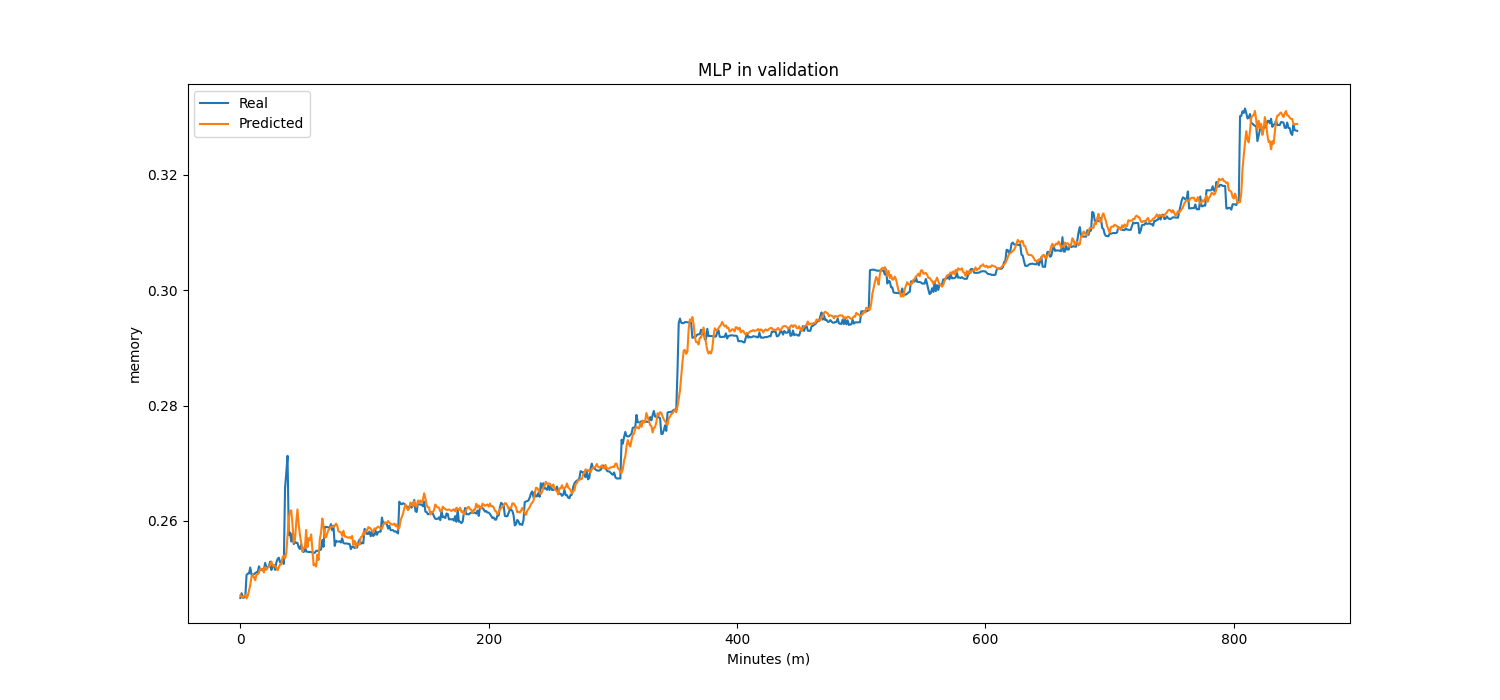 MLP in validation
Real
Predicted
memory
0.32
0.30
0.28
0.26
0
200
400
600
800
Minutes (m)